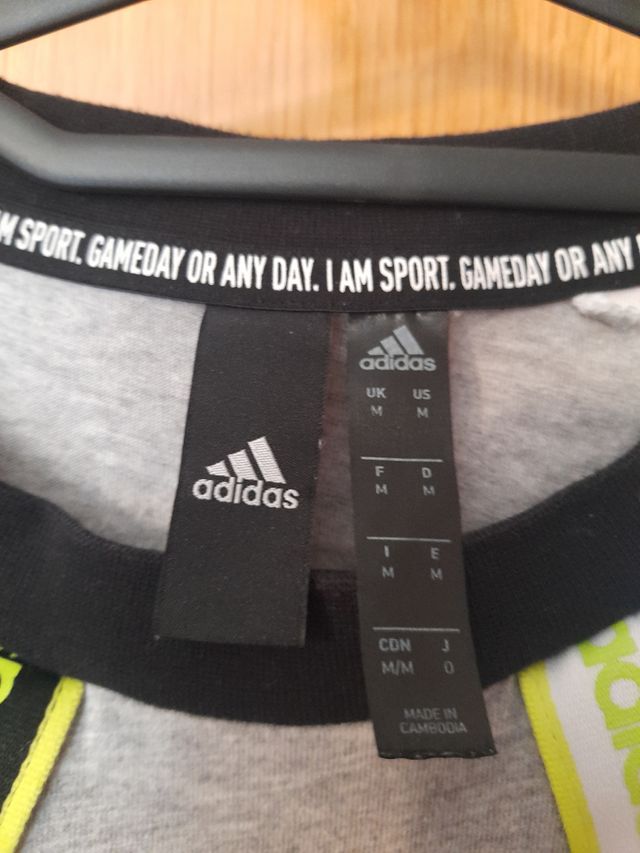 M SPORT. GAMEDAY OR ANY DAY. I AM SPORT. GAMEDAY OR ANY
adidas
adidas
UK US
M M
F D
M M
I E
M M
CDN J
M/M O
MADE IN
CAMBODIA